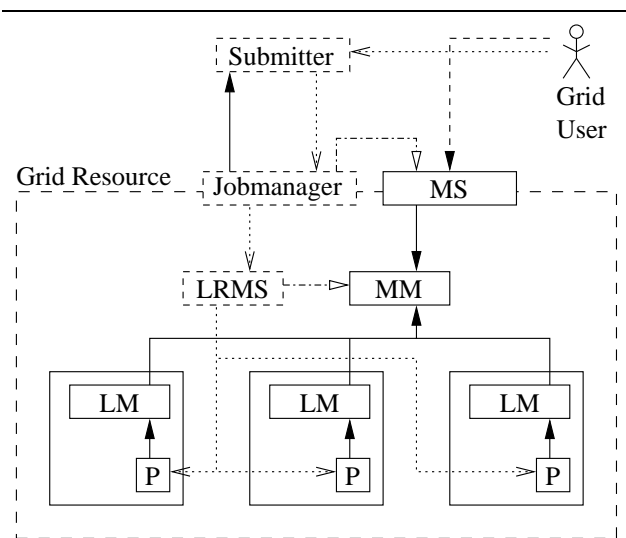 Submitter
Grid
User
Grid Resource
Jobmanager
MS
LRMS
MM
LM
LM
LM
P
P
P